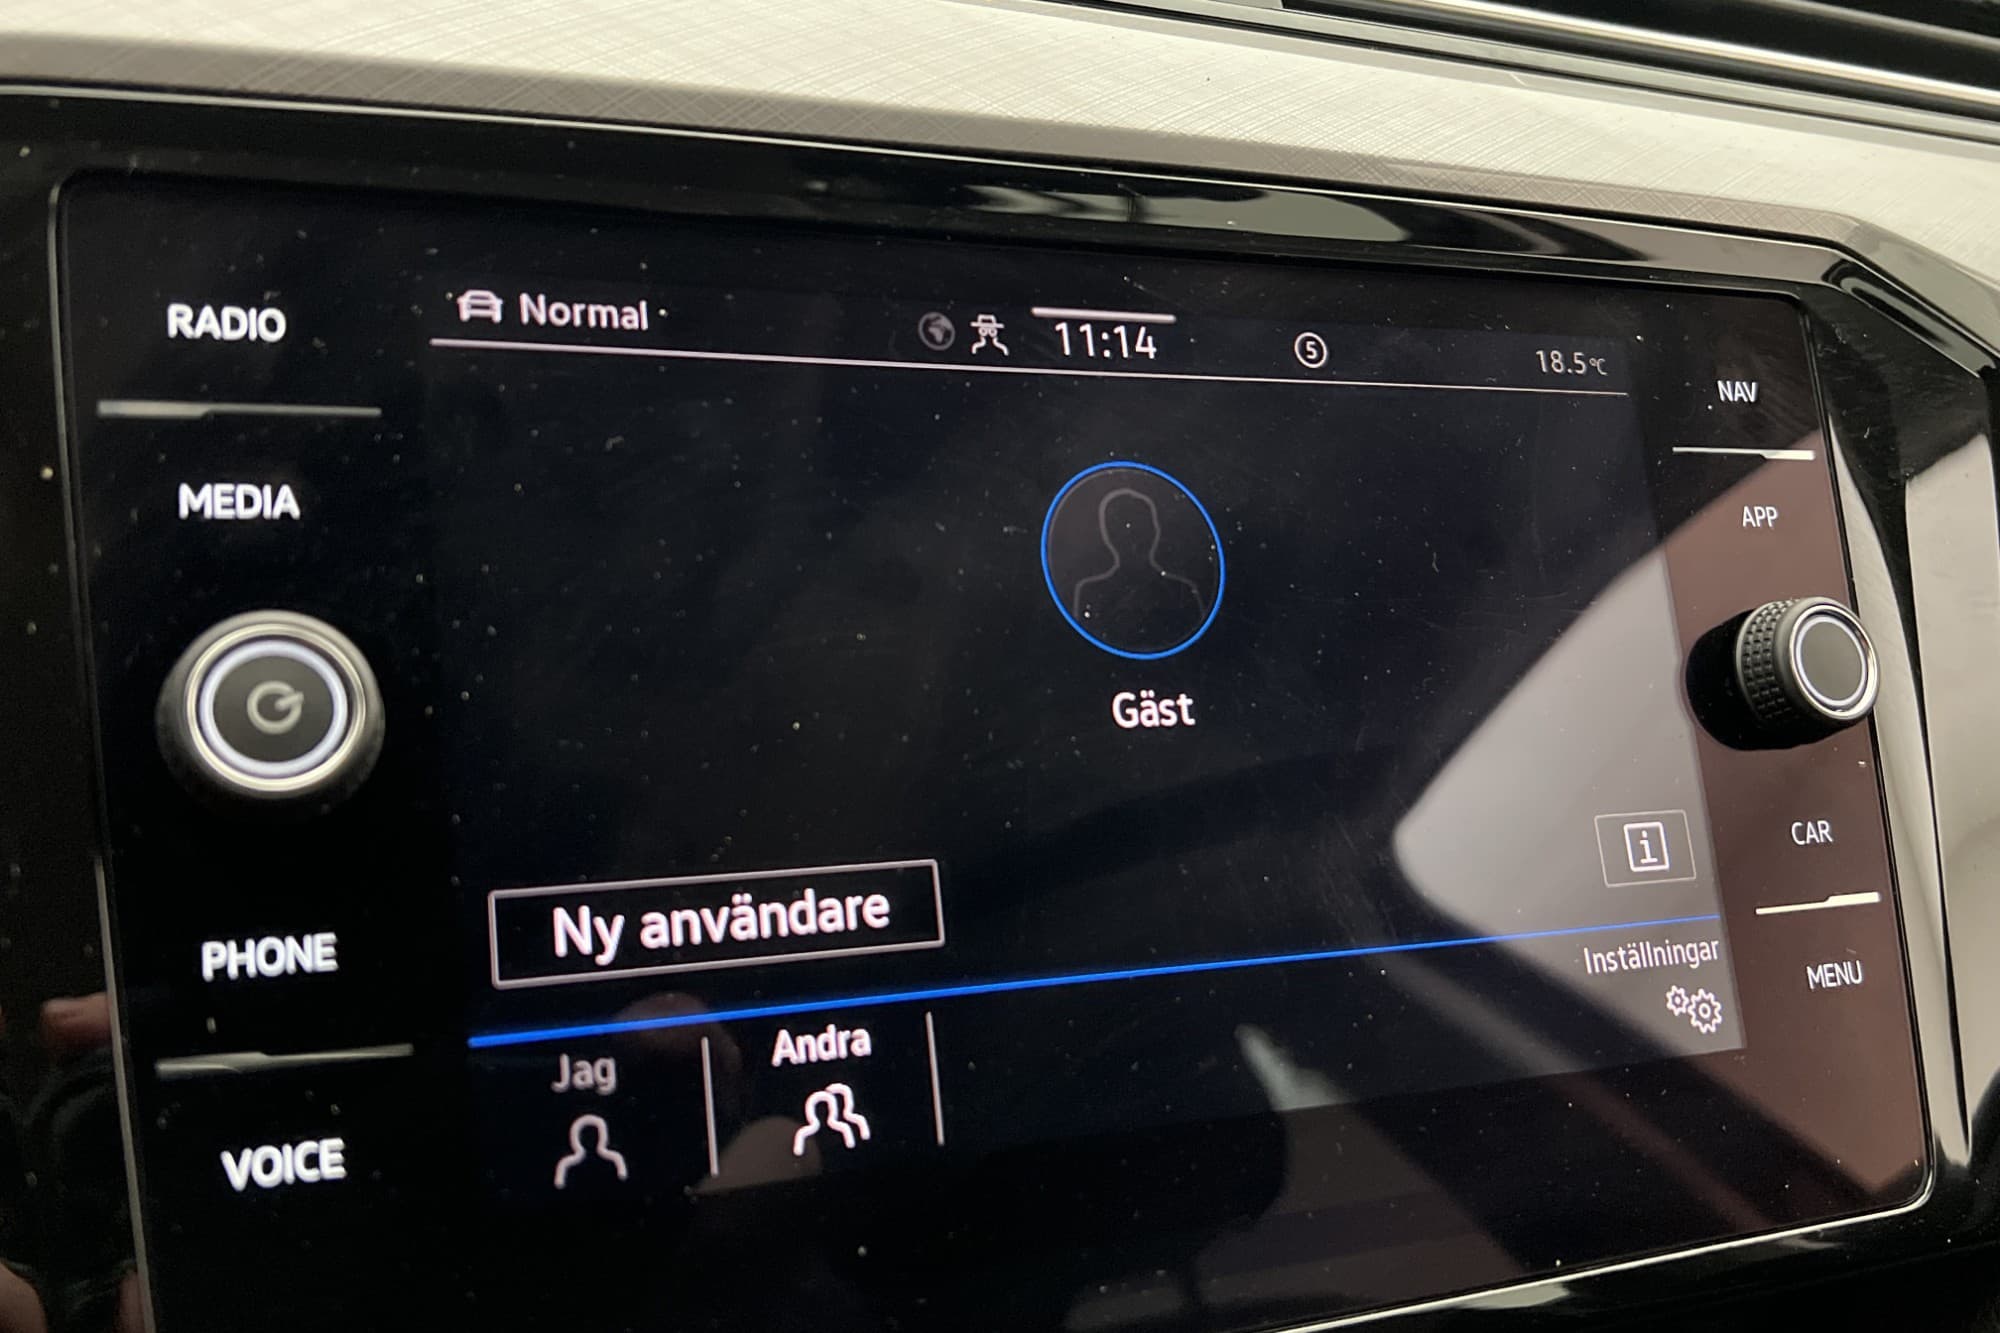 RADIO
MEDIA
PHONE
VOICE
Normal
11:14
S
18.5°C
Gäst
Ny användare
i
Inställningar
Jag
Andra
NAV
APP
CAR
MENU